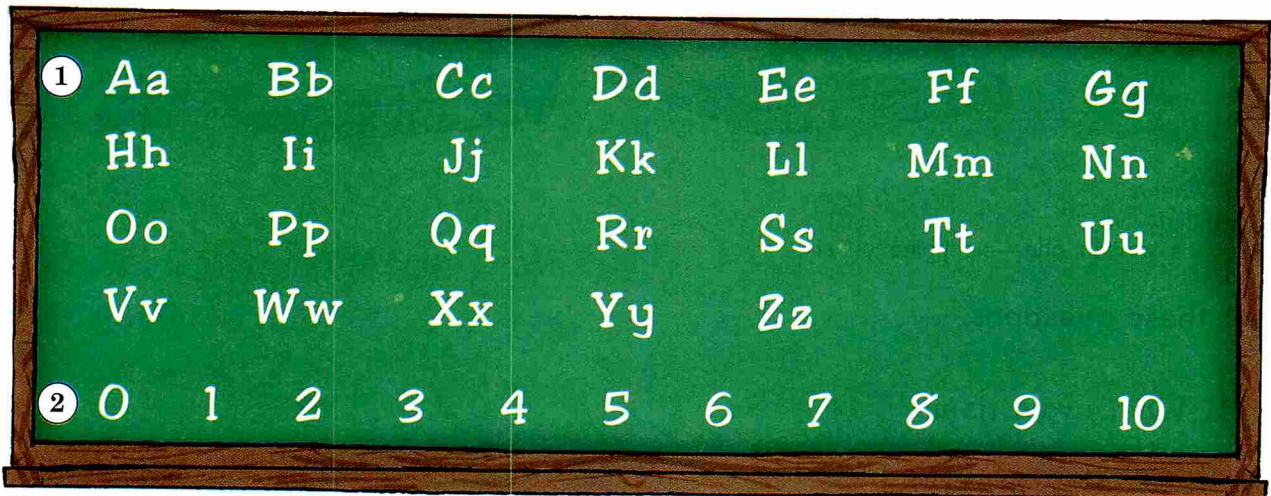 1 Aa Bb Cc Dd Ee Ff Gg
Hh Ii Jj Kk Ll Mm Nn
Oo Pp Qq Rr Ss Tt Uu
Vv Ww Xx Yy Zz
2 0 1 2 3 4 5 6 7 8 9 10